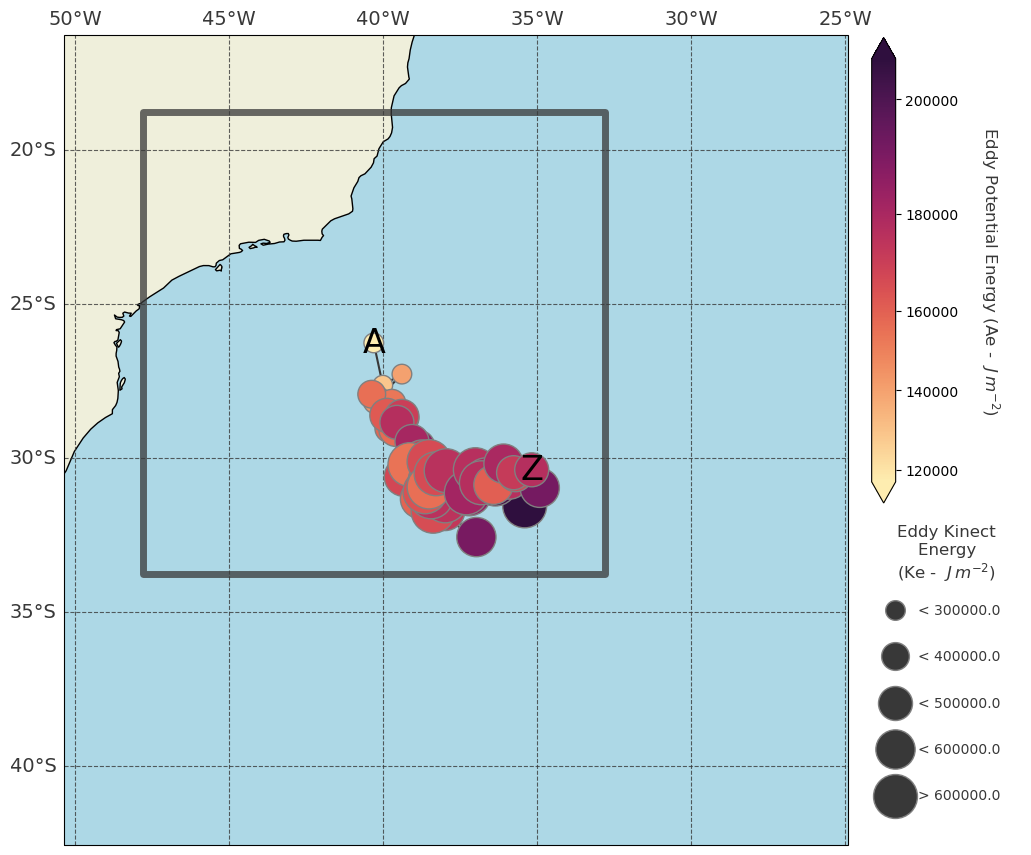 50°W 45°W 40°W 35°W 30°W 25°W
20°S
25°S
30°S
35°S
40°S
A
Z
200000
180000
160000
140000
120000
Eddy Potential Energy (Ae - J m⁻²)
Eddy Kinect
Energy
(Ke - J m⁻²)
< 300000.0
< 400000.0
< 500000.0
< 600000.0
> 600000.0